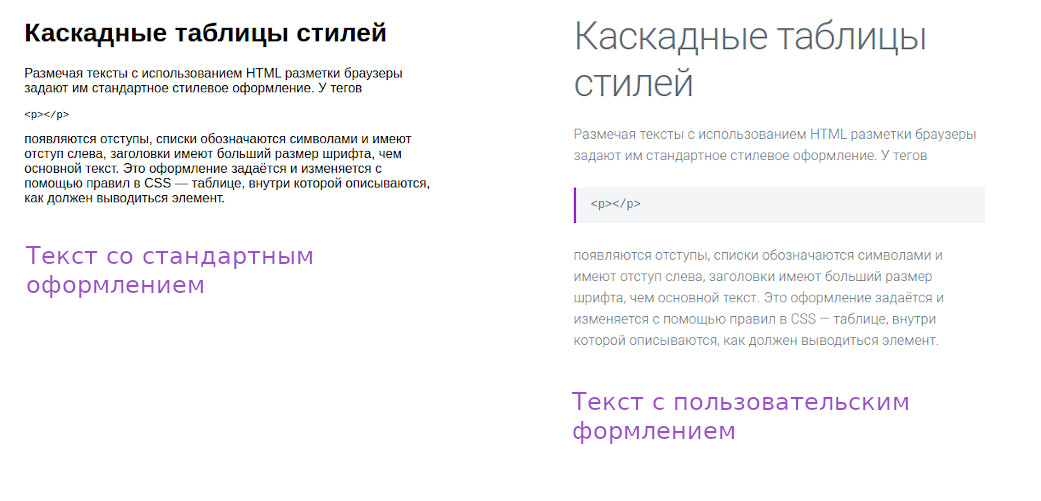 Каскадные таблицы стилей
Размечая тексты с использованием HTML разметки браузеры
задают им стандартное стилевое оформление. У тегов
<p></p>
появляются отступы, списки обозначаются символами и имеют
отступ слева, заголовки имеют больший размер шрифта, чем
основной текст. Это оформление задаётся и изменяется с
помощью правил в CSS — таблице, внутри которой описываются,
как должен выводиться элемент.
Текст со стандартным
оформлением
Каскадные таблицы
стилей
Размечая тексты с использованием HTML разметки браузеры
задают им стандартное стилевое оформление. У тегов
<p></p>
появляются отступы, списки обозначаются символами и
имеют отступ слева, заголовки имеют больший размер
шрифта, чем основной текст. Это оформление задаётся и
изменяется с помощью правил в CSS — таблице, внутри
которой описываются, как должен выводиться элемент.
Текст с пользовательским
формлением